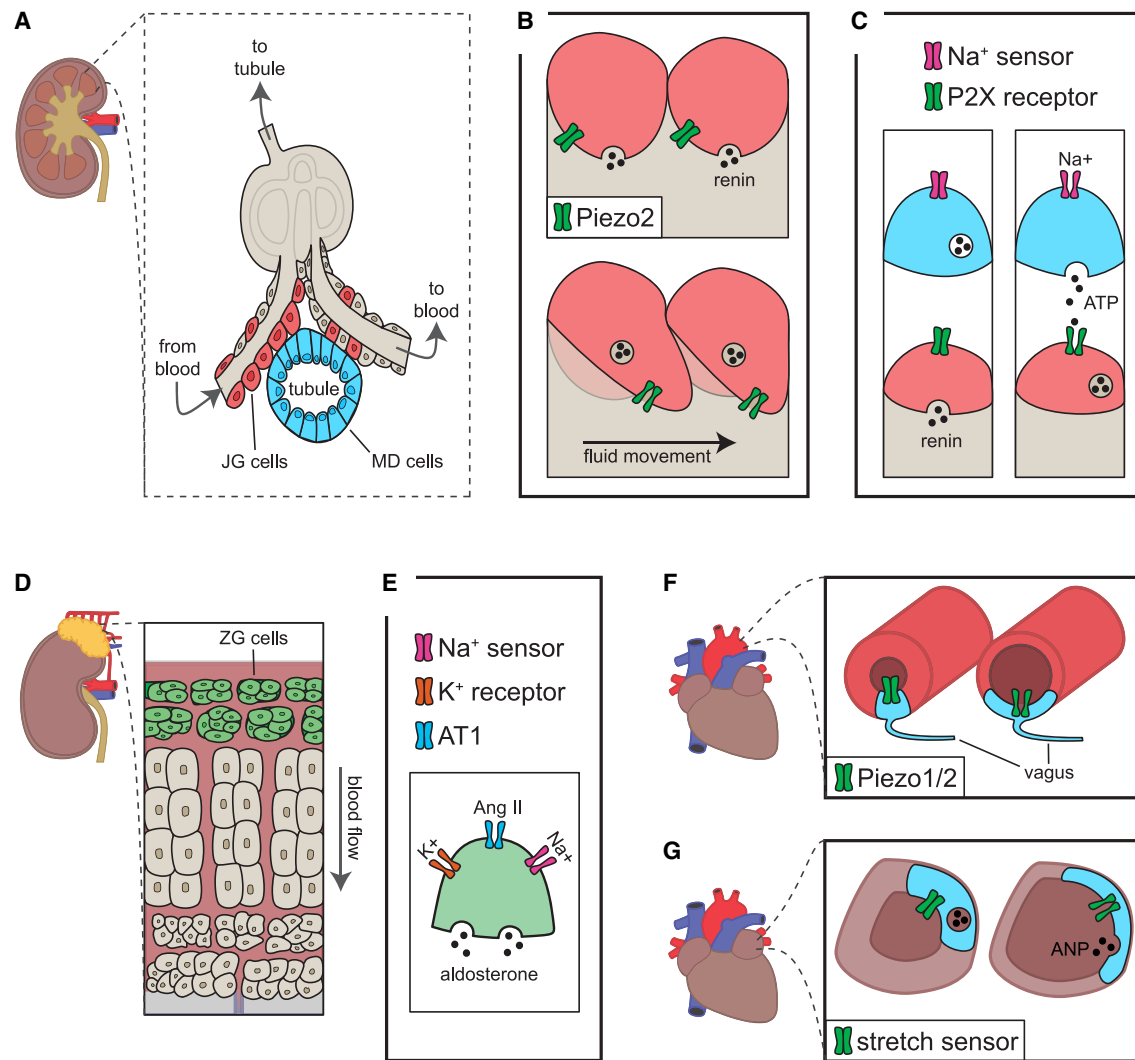 A
to
tubule
from
blood
to
blood
tubule
JG cells
MD cells
B
renin
Piezo2
fluid movement
C
Na+ sensor
P2X receptor
Na+
ATP
renin
D
ZG cells
blood flow
E
Na+ sensor
K+ receptor
AT1
Ang II
K+
Na+
aldosterone
F
vagus
Piezo1/2
G
ANP
stretch sensor